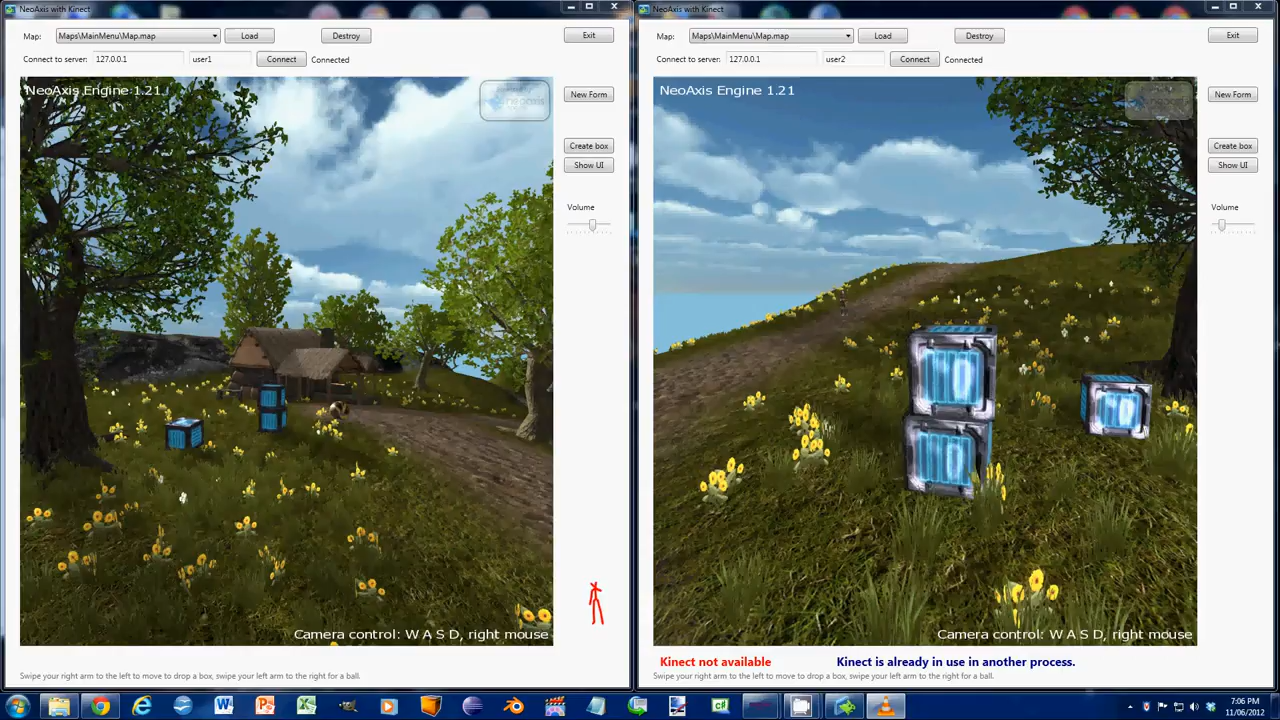 NeoAxis with Kinect
Map: Maps\MainMenu\Map.map Load Destroy Exit
Connect to server: 127.0.0.1 user1 Connect Connected
NeoAxis Engine 1.21
New Form
Create box
Show UI
Volume
Camera control: W A S D, right mouse
Swipe your right arm to the left to move to drop a box, swipe your left arm to the right for a ball.
NeoAxis with Kinect
Map: Maps\MainMenu\Map.map Load Destroy Exit
Connect to server: 127.0.0.1 user2 Connect Connected
NeoAxis Engine 1.21
New Form
Create box
Show UI
Volume
Camera control: W A S D, right mouse
Kinect not available Kinect is already in use in another process.
Swipe your right arm to the left to move to drop a box, swipe your left arm to the right for a ball.
7:06 PM
11/06/2012